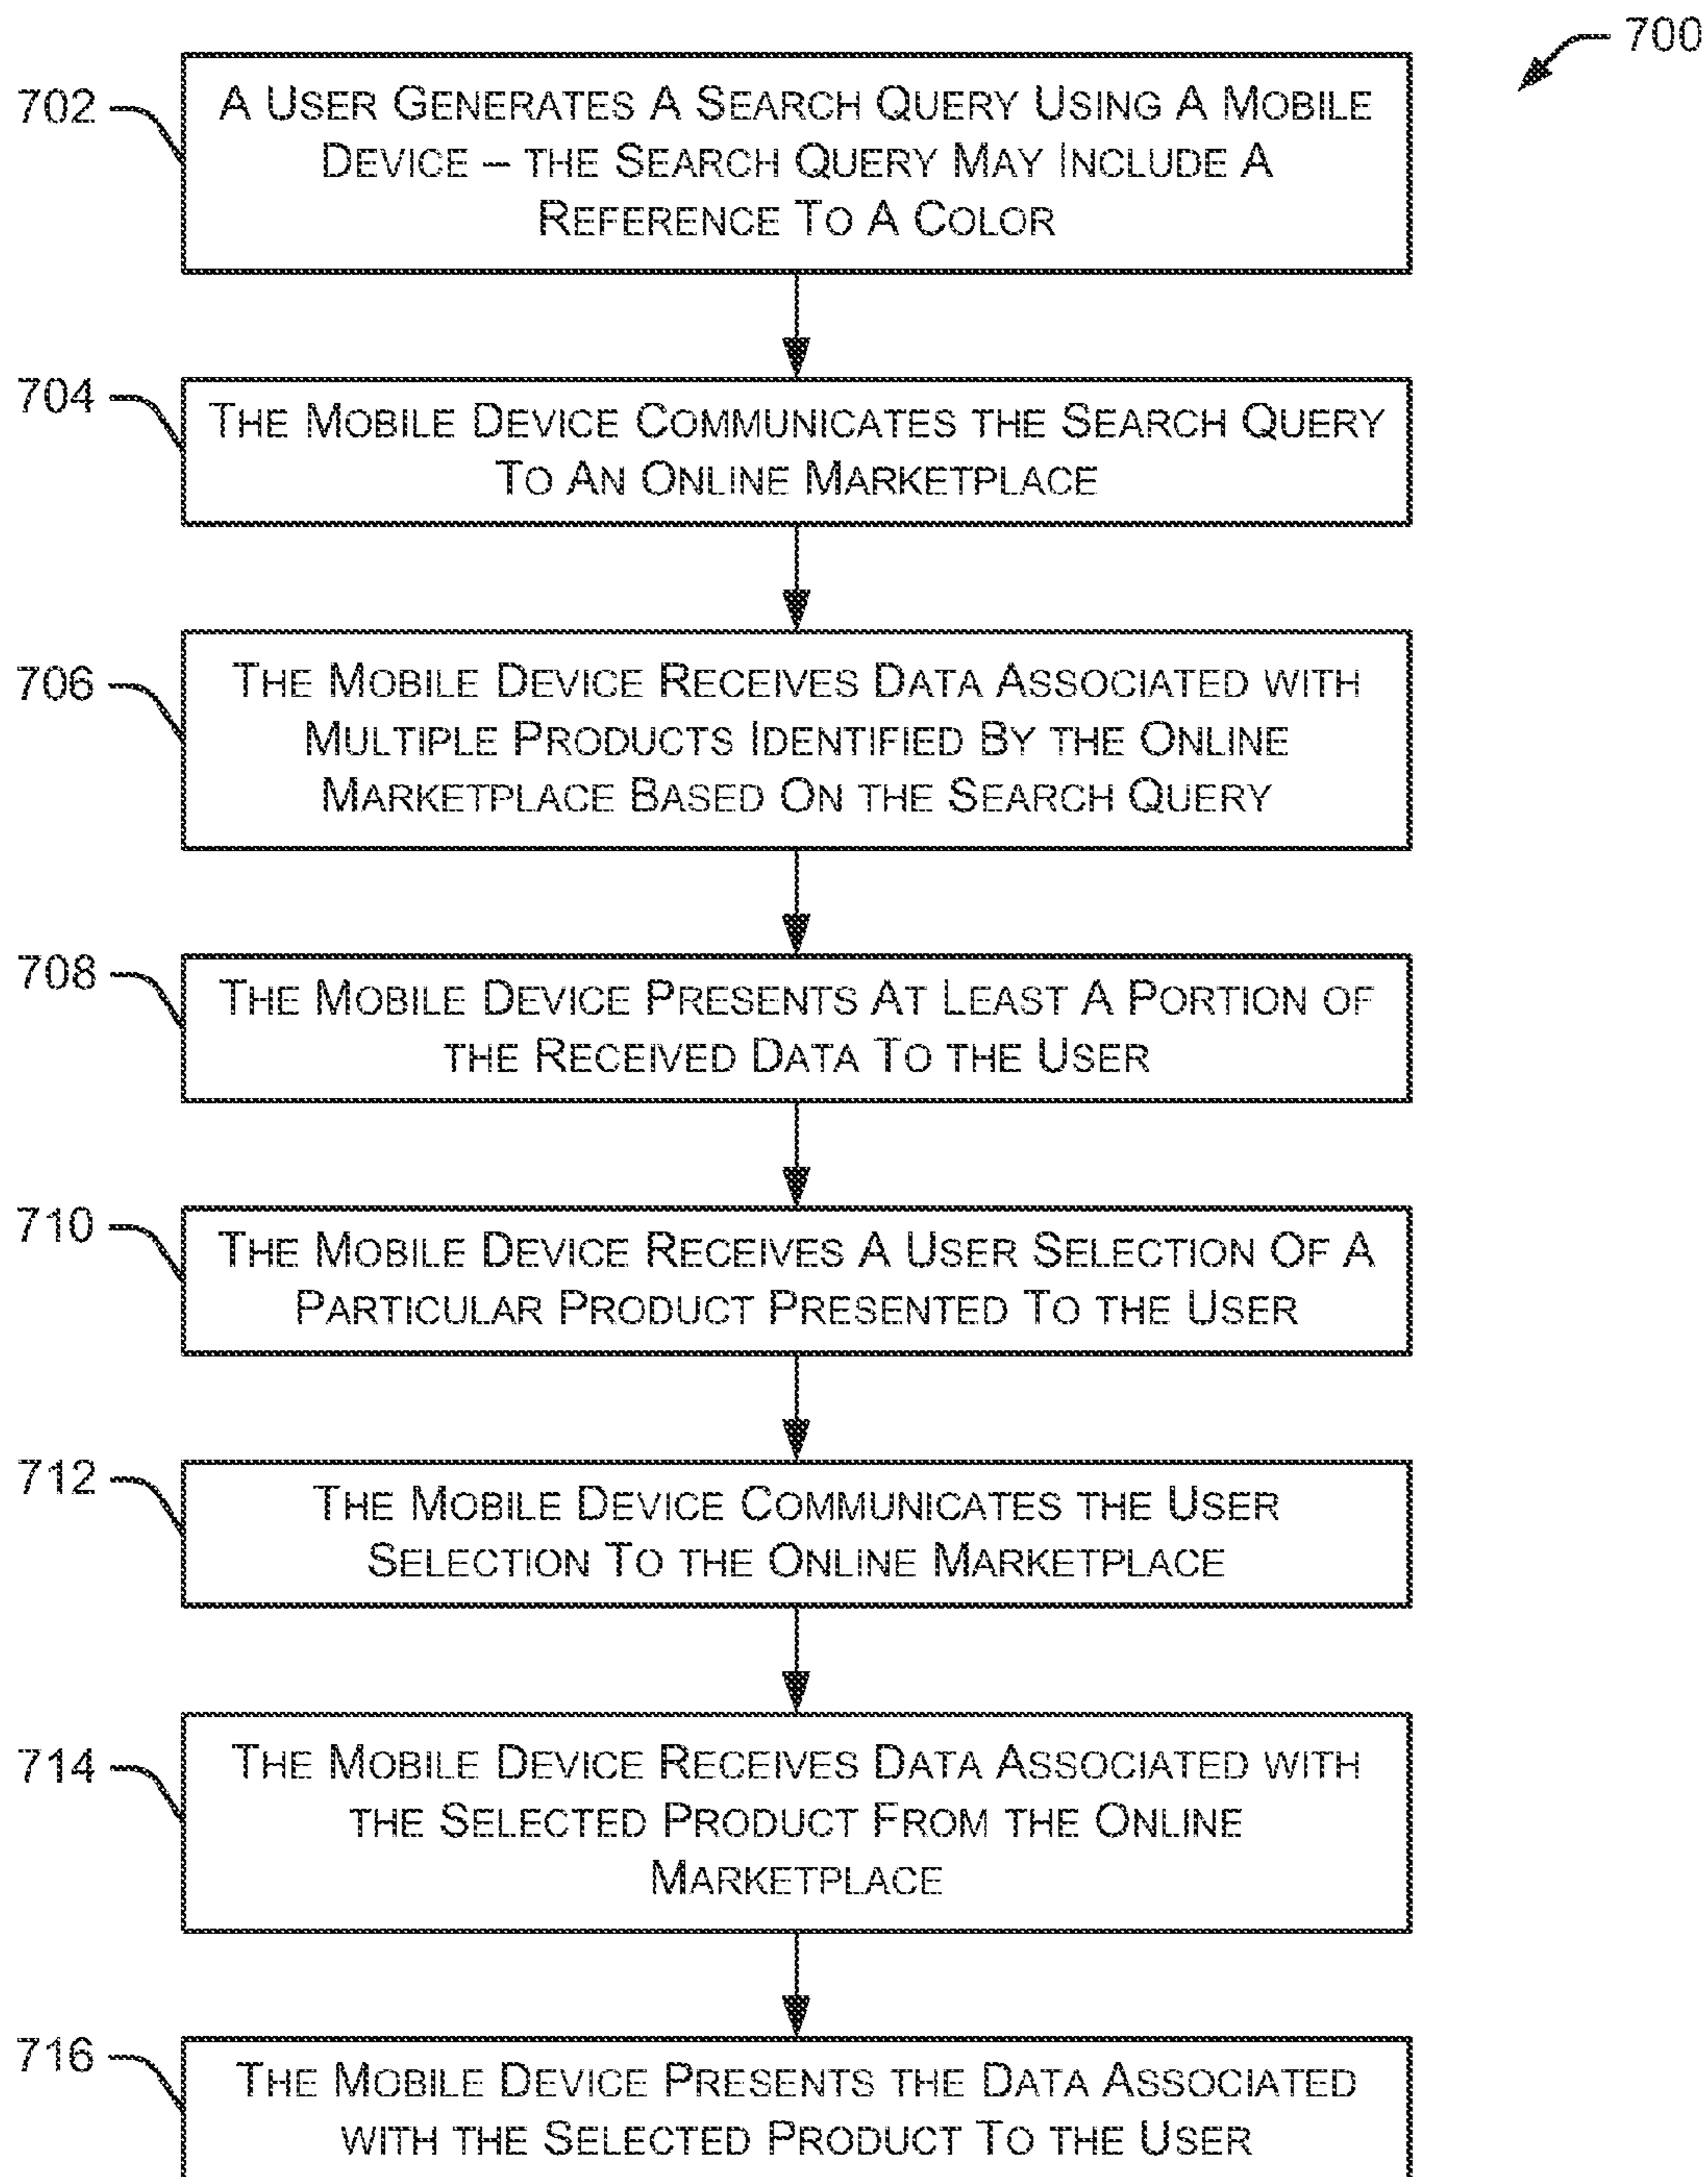 700
702
A USER GENERATES A SEARCH QUERY USING A MOBILE
DEVICE – THE SEARCH QUERY MAY INCLUDE A
REFERENCE TO A COLOR
704
THE MOBILE DEVICE COMMUNICATES THE SEARCH QUERY
TO AN ONLINE MARKETPLACE
706
THE MOBILE DEVICE RECEIVES DATA ASSOCIATED WITH
MULTIPLE PRODUCTS IDENTIFIED BY THE ONLINE
MARKETPLACE BASED ON THE SEARCH QUERY
708
THE MOBILE DEVICE PRESENTS AT LEAST A PORTION OF
THE RECEIVED DATA TO THE USER
710
THE MOBILE DEVICE RECEIVES A USER SELECTION OF A
PARTICULAR PRODUCT PRESENTED TO THE USER
712
THE MOBILE DEVICE COMMUNICATES THE USER
SELECTION TO THE ONLINE MARKETPLACE
714
THE MOBILE DEVICE RECEIVES DATA ASSOCIATED WITH
THE SELECTED PRODUCT FROM THE ONLINE
MARKETPLACE
716
THE MOBILE DEVICE PRESENTS THE DATA ASSOCIATED
WITH THE SELECTED PRODUCT TO THE USER